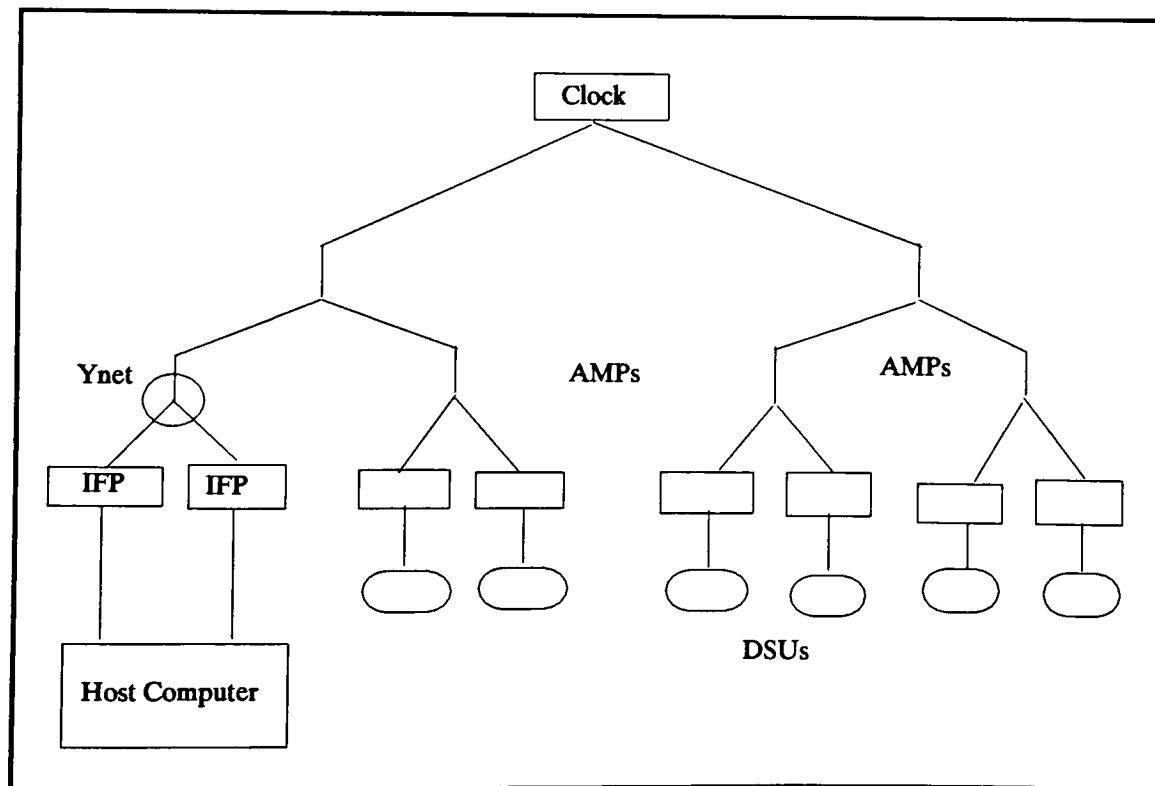 Clock
Ynet
AMPs
AMPs
IFP
IFP
DSUs
Host Computer